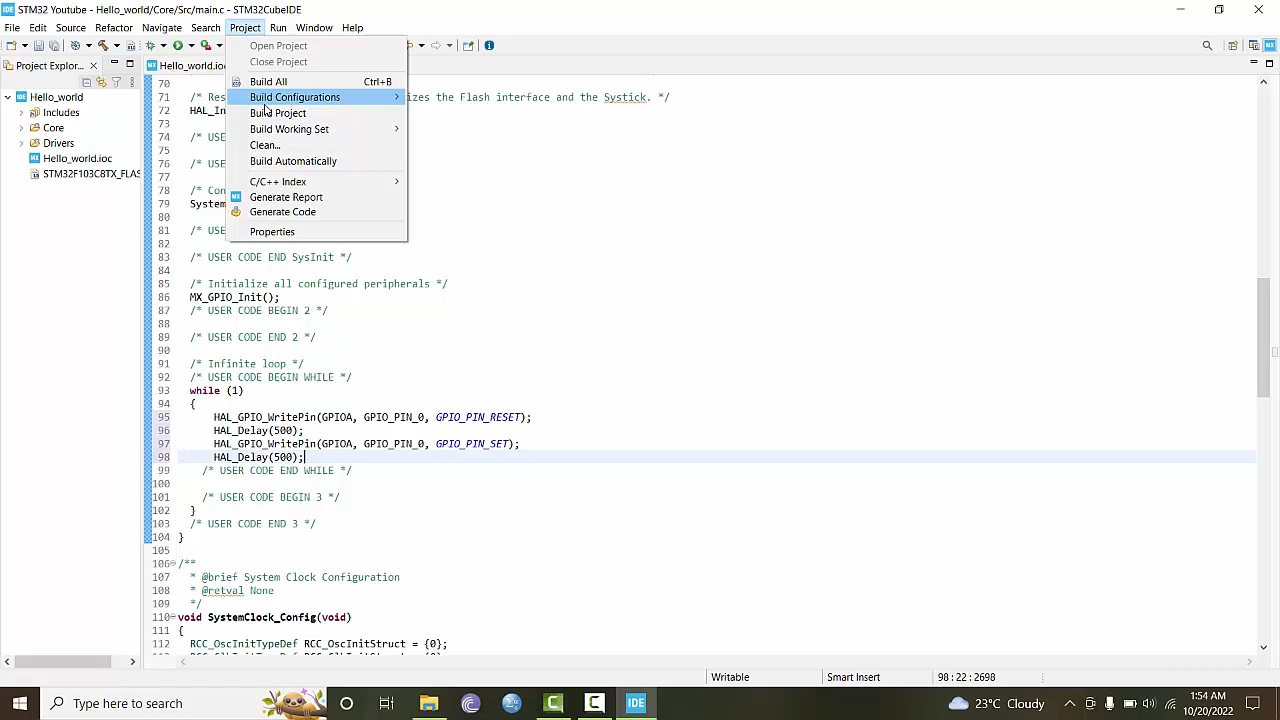 IDE STM32 Youtube - Hello_world/Core/Src/main.c - STM32CubeIDE
File Edit Source Refactor Navigate Search Project Run Window Help
Open Project
Close Project
Build All Ctrl+B
Build Configurations
Build Project
Build Working Set
Clean...
Build Automatically
C/C++ Index
MX Generate Report
Generate Code
Properties
Project Explor...
Hello_world
Includes
Core
Drivers
MX Hello_world.ioc
STM32F103C8TX_FLAS
Hello_world.io
70
71 /* Res izes the Flash interface and the Systick. */
72 HAL_In
73
74 /* USE
75
76 /* USE
77
78 /* Con
79 System
80
81 /* USE
82
83 /* USER CODE END SysInit */
84
85 /* Initialize all configured peripherals */
86 MX_GPIO_Init();
87 /* USER CODE BEGIN 2 */
88
89 /* USER CODE END 2 */
90
91 /* Infinite loop */
92 /* USER CODE BEGIN WHILE */
93 while (1)
94 {
95 HAL_GPIO_WritePin(GPIOA, GPIO_PIN_0, GPIO_PIN_RESET);
96 HAL_Delay(500);
97 HAL_GPIO_WritePin(GPIOA, GPIO_PIN_0, GPIO_PIN_SET);
98 HAL_Delay(500);
99 /* USER CODE END WHILE */
100
101 /* USER CODE BEGIN 3 */
102 }
103 /* USER CODE END 3 */
104 }
105
106 /**
107 * @brief System Clock Configuration
108 * @retval None
109 */
110 void SystemClock_Config(void)
111 {
112 RCC_OscInitTypeDef RCC_OscInitStruct = {0};
Writable Smart Insert 98 : 22 : 2698
Type here to search
IDE
23°C Cloudy
1:54 AM
10/20/2022